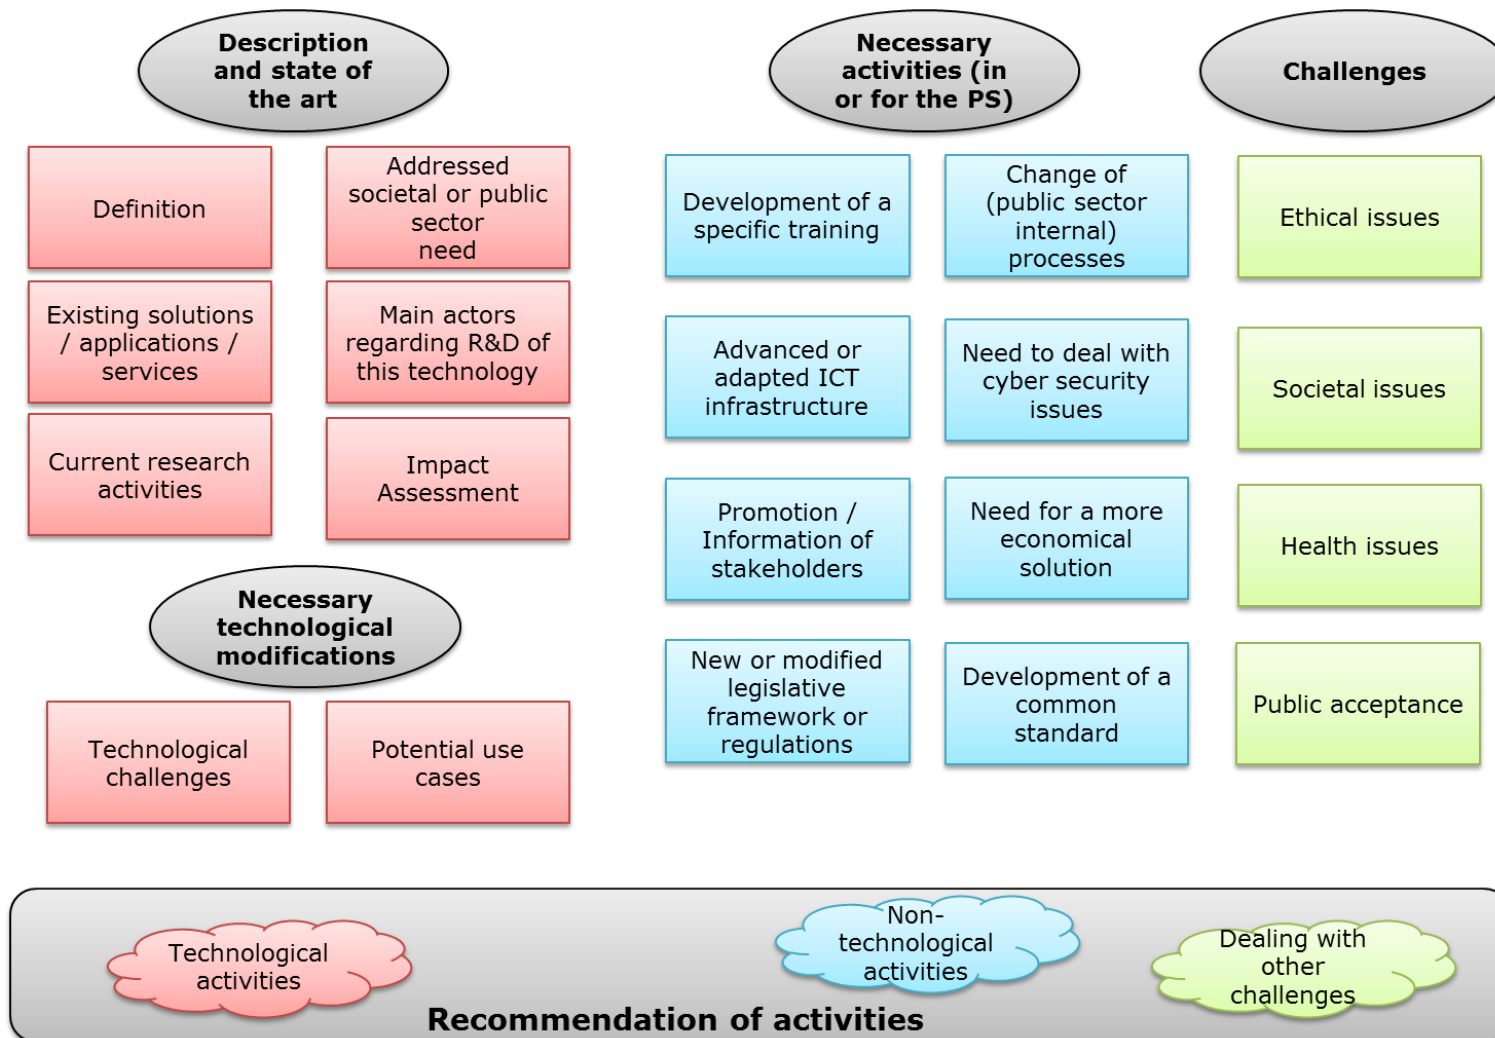 Description
and state of
the art
Necessary
activities (in
or for the PS)
Challenges
Definition
Addressed
societal or public
sector
need
Existing solutions
/ applications /
services
Main actors
regarding R&D of
this technology
Current research
activities
Impact
Assessment
Necessary
technological
modifications
Technological
challenges
Potential use
cases
Development of a
specific training
Change of
(public sector
internal)
processes
Advanced or
adapted ICT
infrastructure
Need to deal with
cyber security
issues
Promotion /
Information of
stakeholders
Need for a more
economical
solution
New or modified
legislative
framework or
regulations
Development of a
common
standard
Ethical issues
Societal issues
Health issues
Public acceptance
Technological
activities
Non-
technological
activities
Dealing with
other
challenges
Recommendation of activities